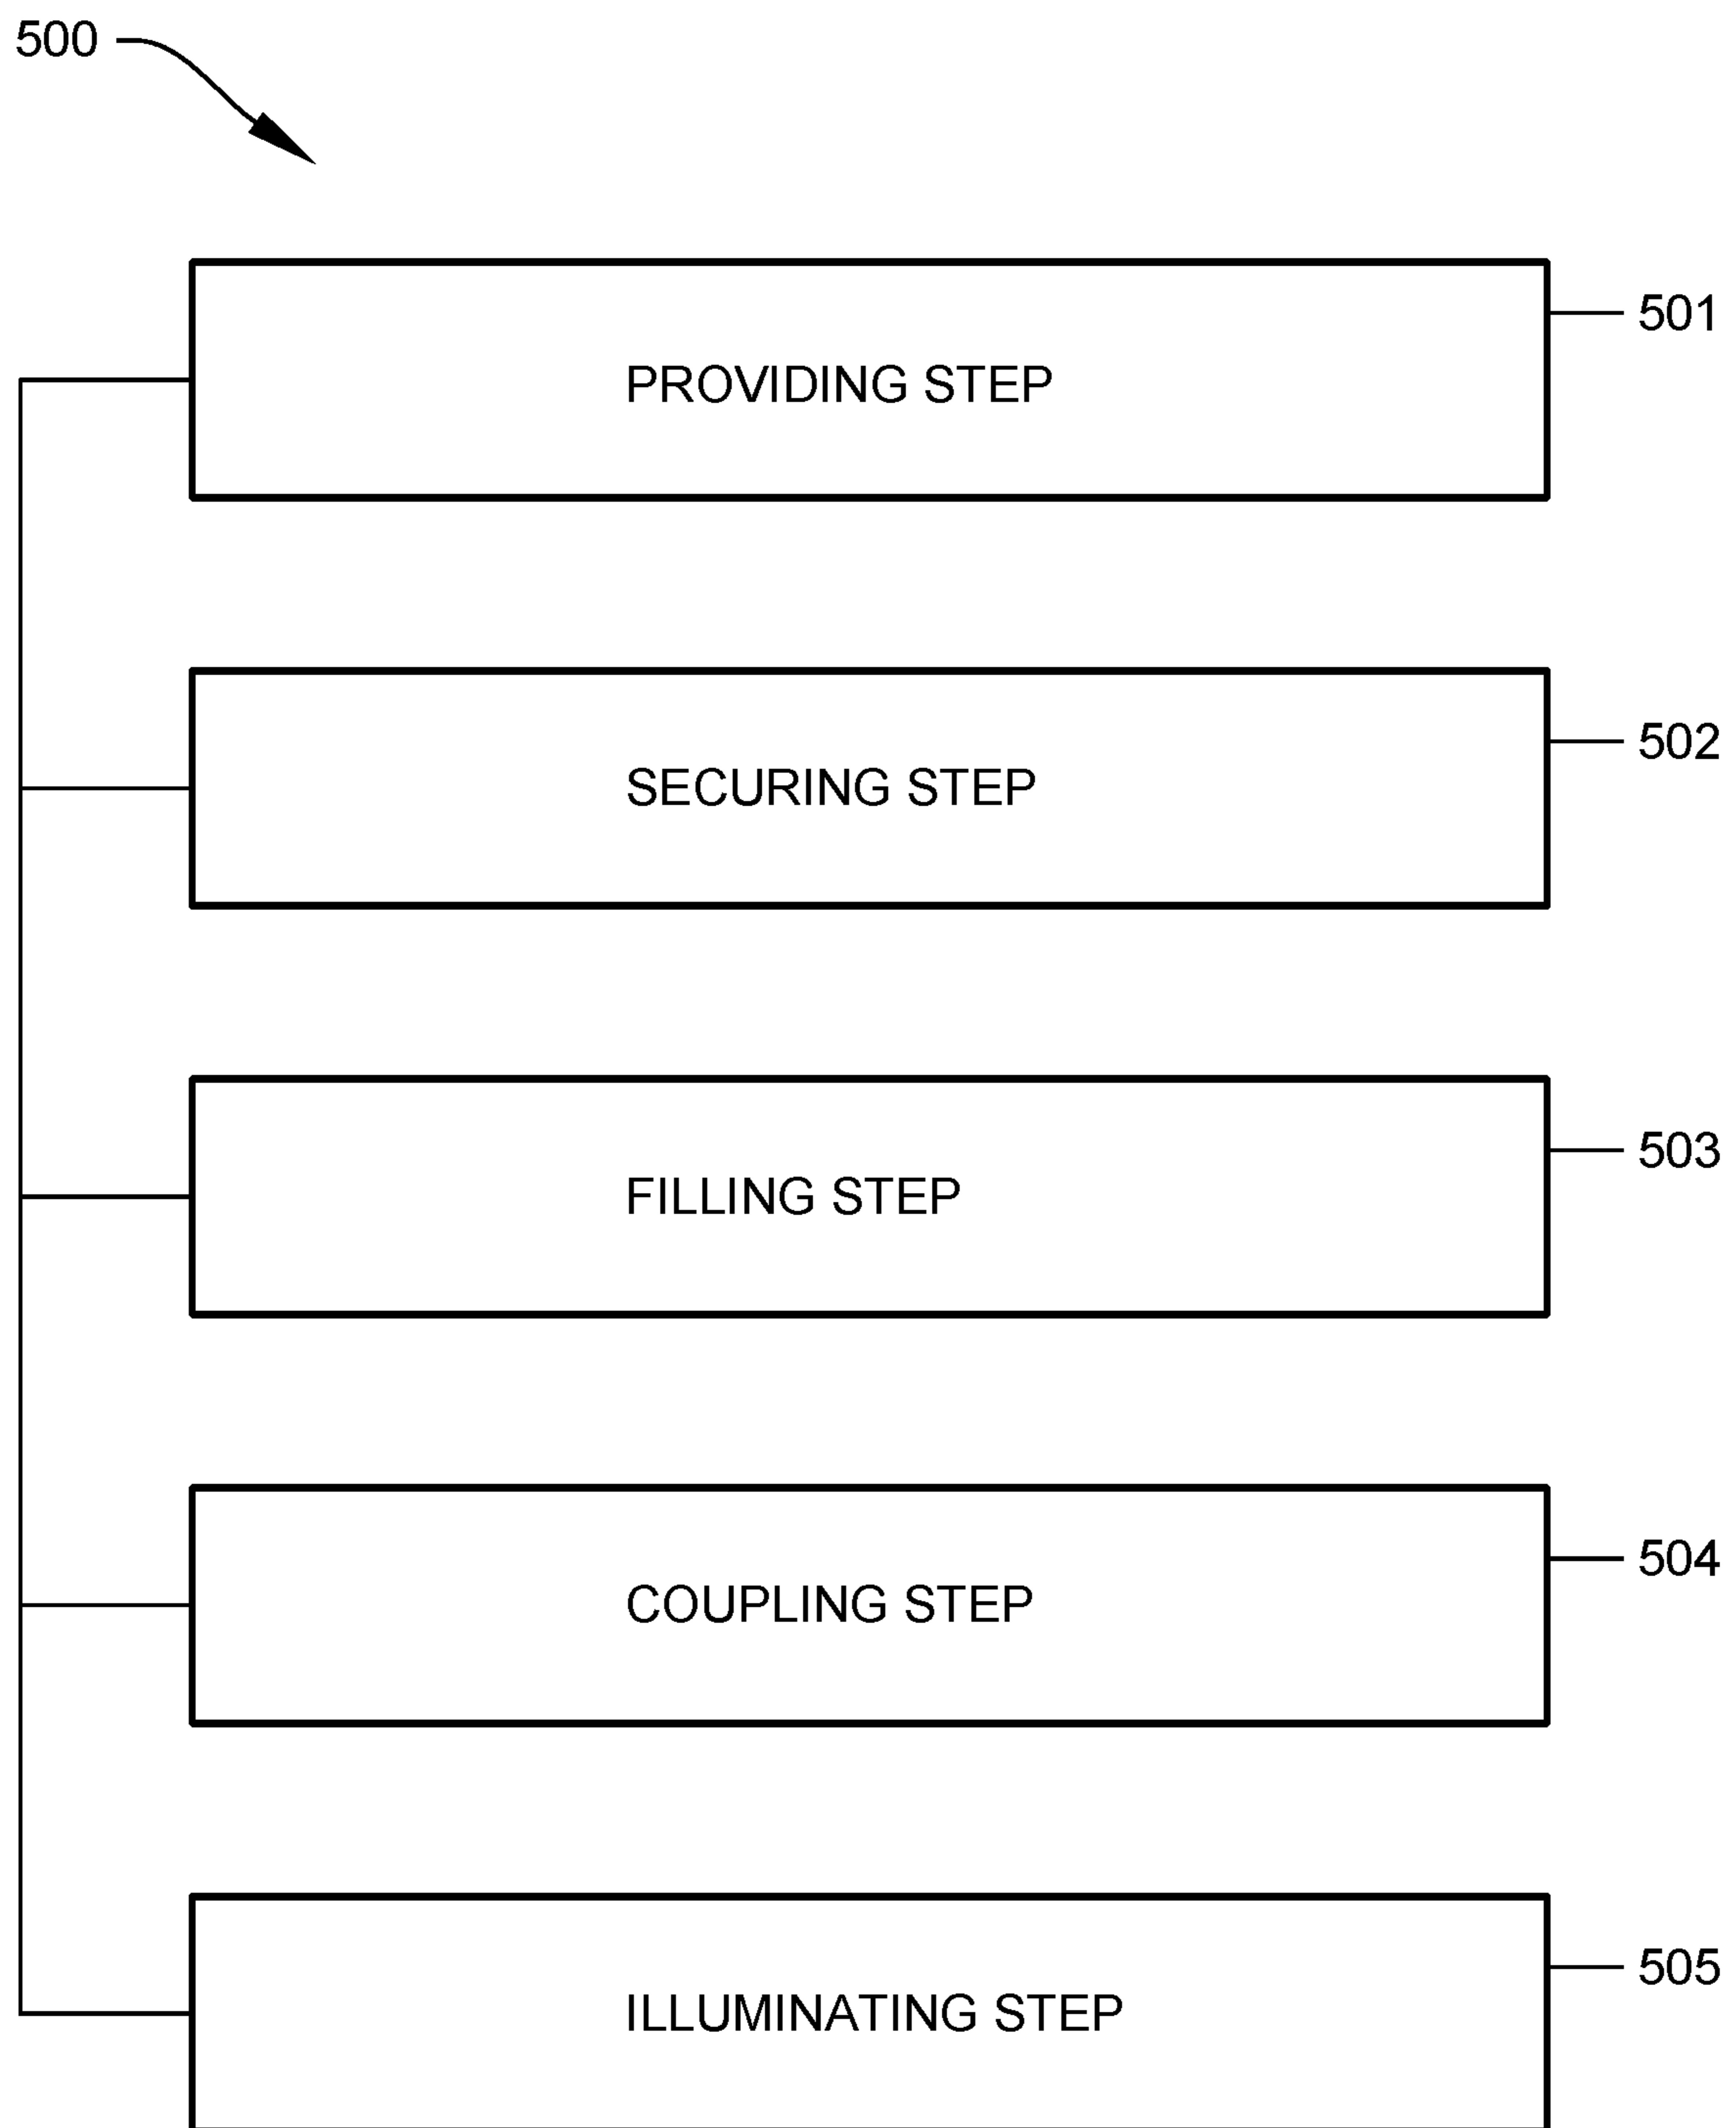 500
PROVIDING STEP
501
SECURING STEP
502
FILLING STEP
503
COUPLING STEP
504
ILLUMINATING STEP
505